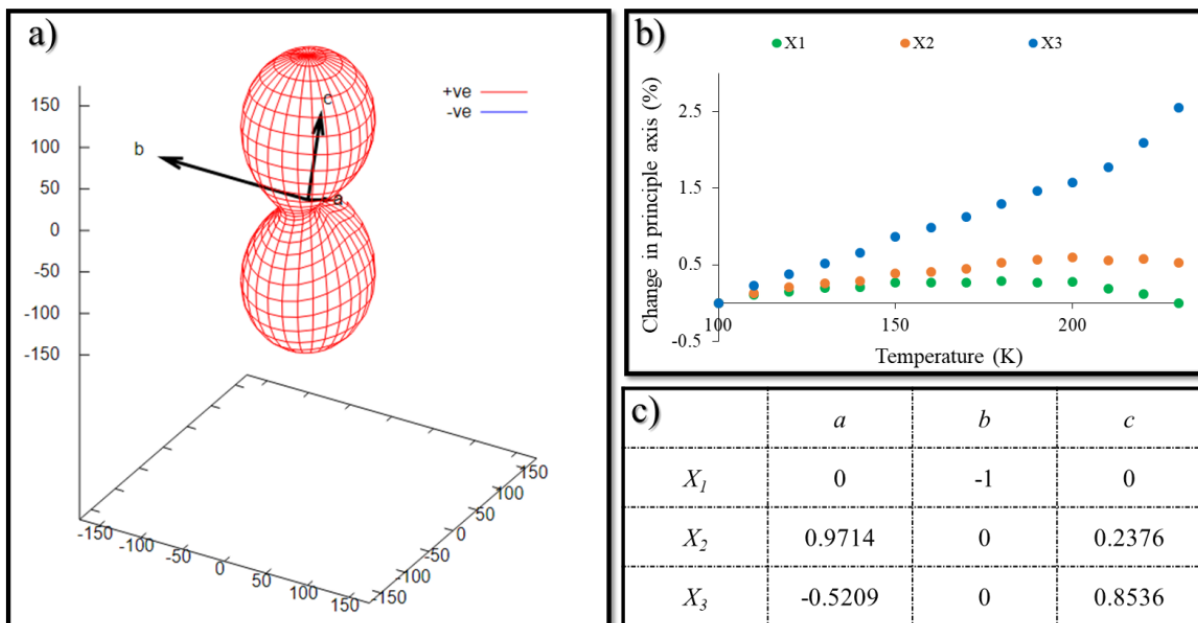 a)
+ve
-ve
c
b
a
150
100
50
0
-50
-100
-150
-150
-100
-50
0
50
100
150
-150
-100
-50
0
50
100
150
b)
X1 X2 X3
Change in principle axis (%)
2.5
1.5
0.5
-0.5
100 150 200
Temperature (K)
c)
a b c
X1 0 -1 0
X2 0.9714 0 0.2376
X3 -0.5209 0 0.8536